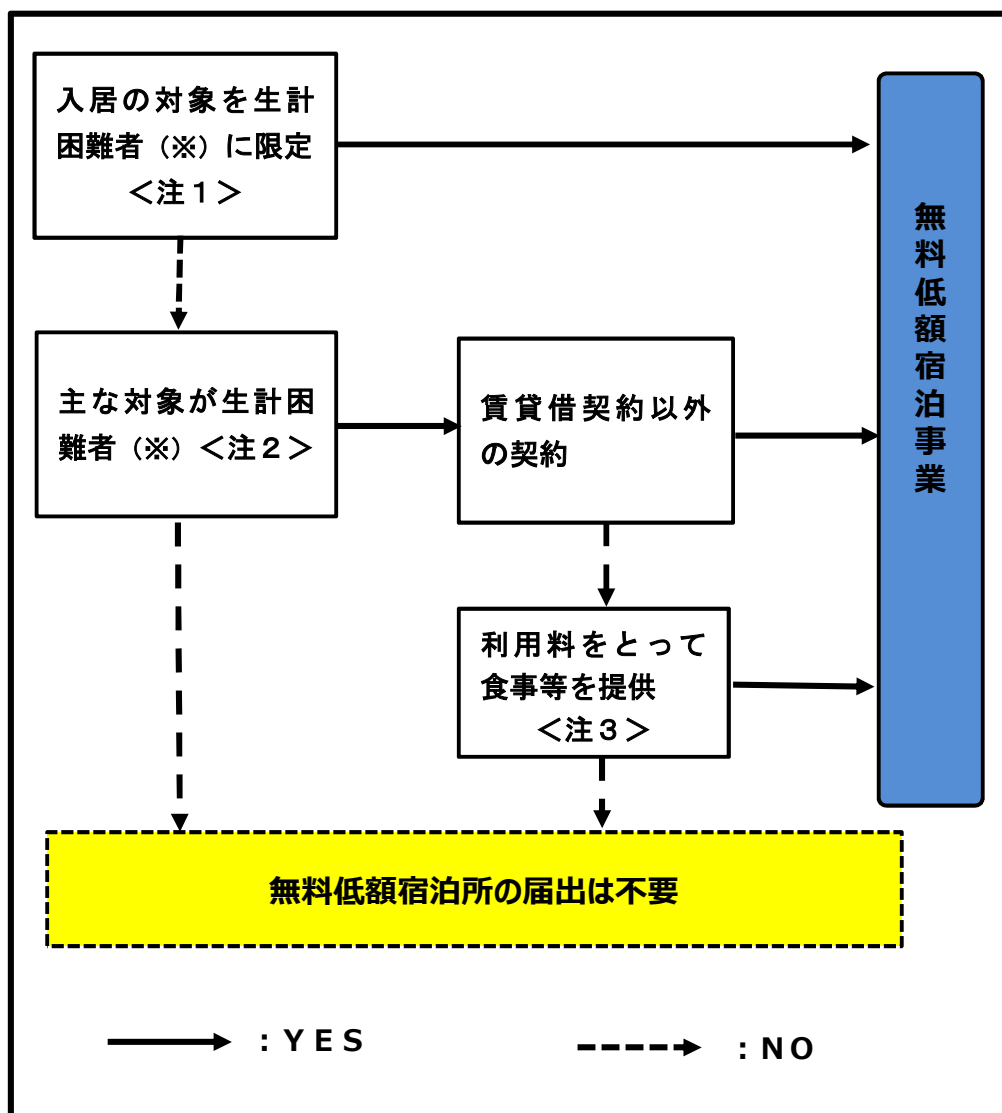 入居の対象を生計
困難者（※）に限定
＜注１＞
無料低額宿泊事業
主な対象が生計困
難者（※）＜注２＞
賃貸借契約以外
の契約
利用料をとって
食事等を提供
＜注３＞
無料低額宿泊所の届出は不要
：ＹＥＳ
：ＮＯ